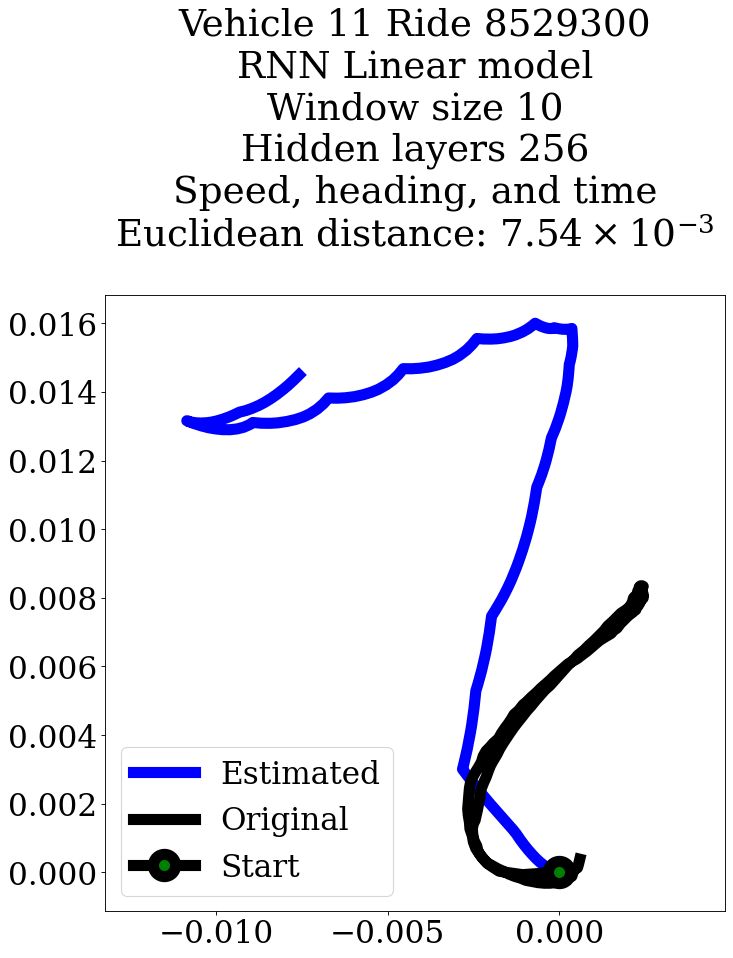 Vehicle 11 Ride 8529300
RNN Linear model
Window size 10
Hidden layers 256
Speed, heading, and time
Euclidean distance: 7.54 × 10⁻³
0.016
0.014
0.012
0.010
0.008
0.006
0.004
0.002
0.000
Estimated
Original
Start
−0.010 −0.005 0.000